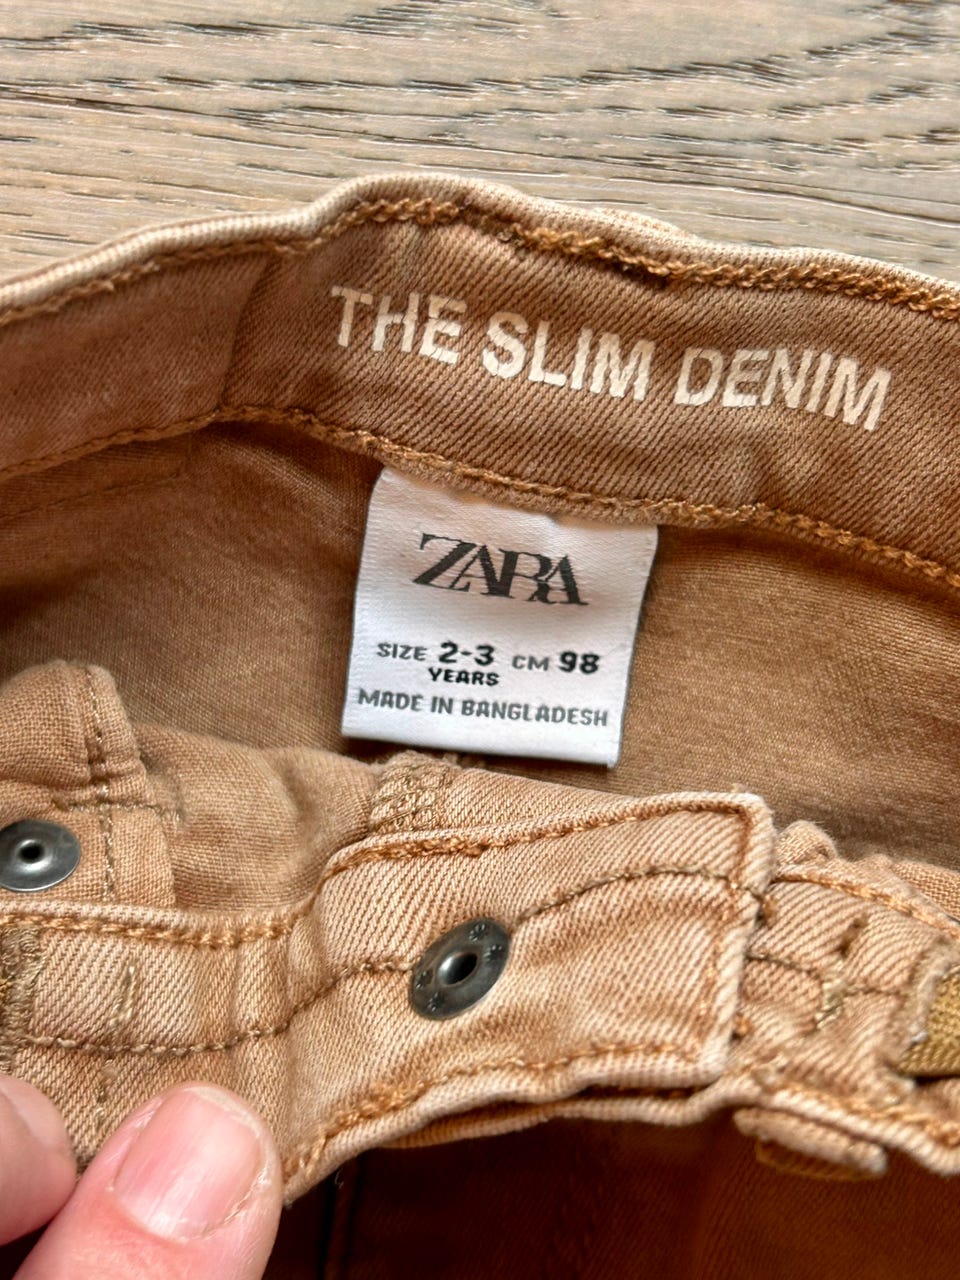 THE SLIM DENIM
ZARA
SIZE 2-3 CM 98
YEARS
MADE IN BANGLADESH